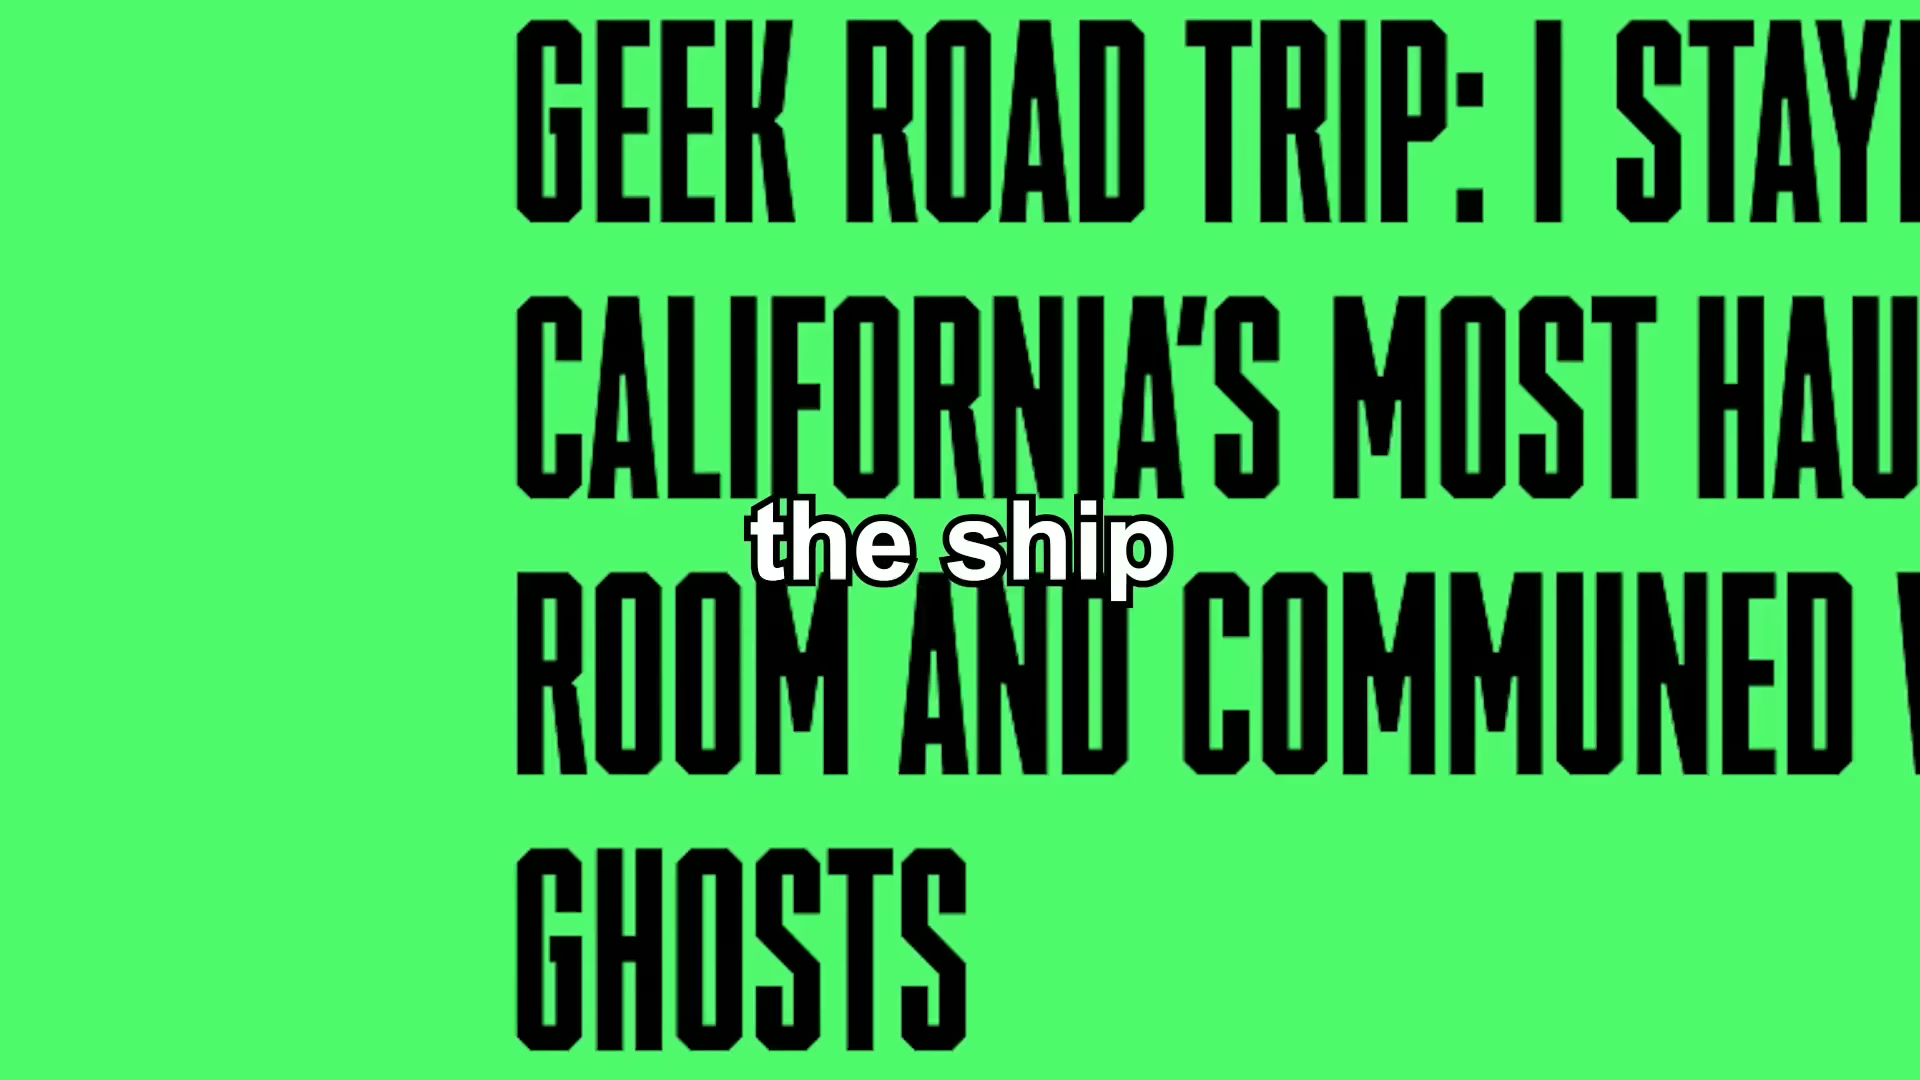 GEEK ROAD TRIP: I STAY
CALIFORNIA'S MOST HAU
the ship
ROOM AND COMMUNED
GHOSTS